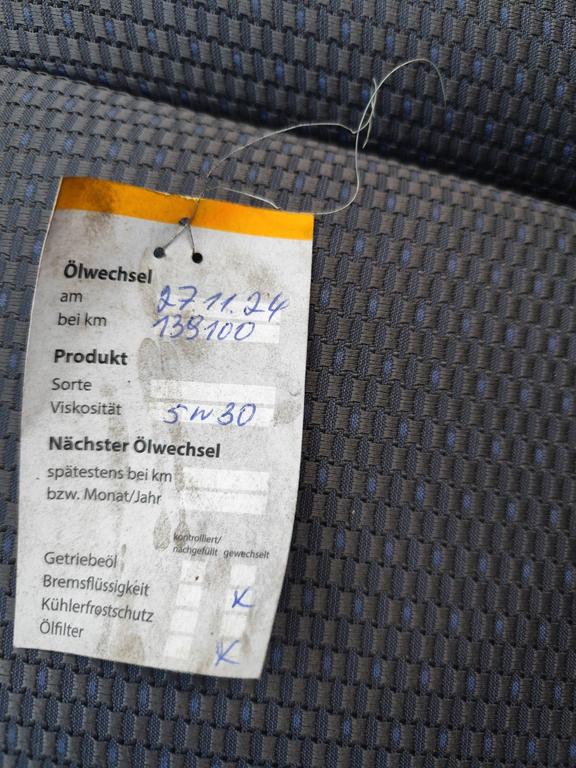 Ölwechsel
am 27.11.24
bei km 139100
Produkt
Sorte
Viskosität 5W30
Nächster Ölwechsel
spätestens bei km
bzw. Monat/Jahr
kontrolliert/
nachgefüllt gewechselt
Getriebeöl
Bremsflüssigkeit X
Kühlerfrostschutz
Ölfilter X